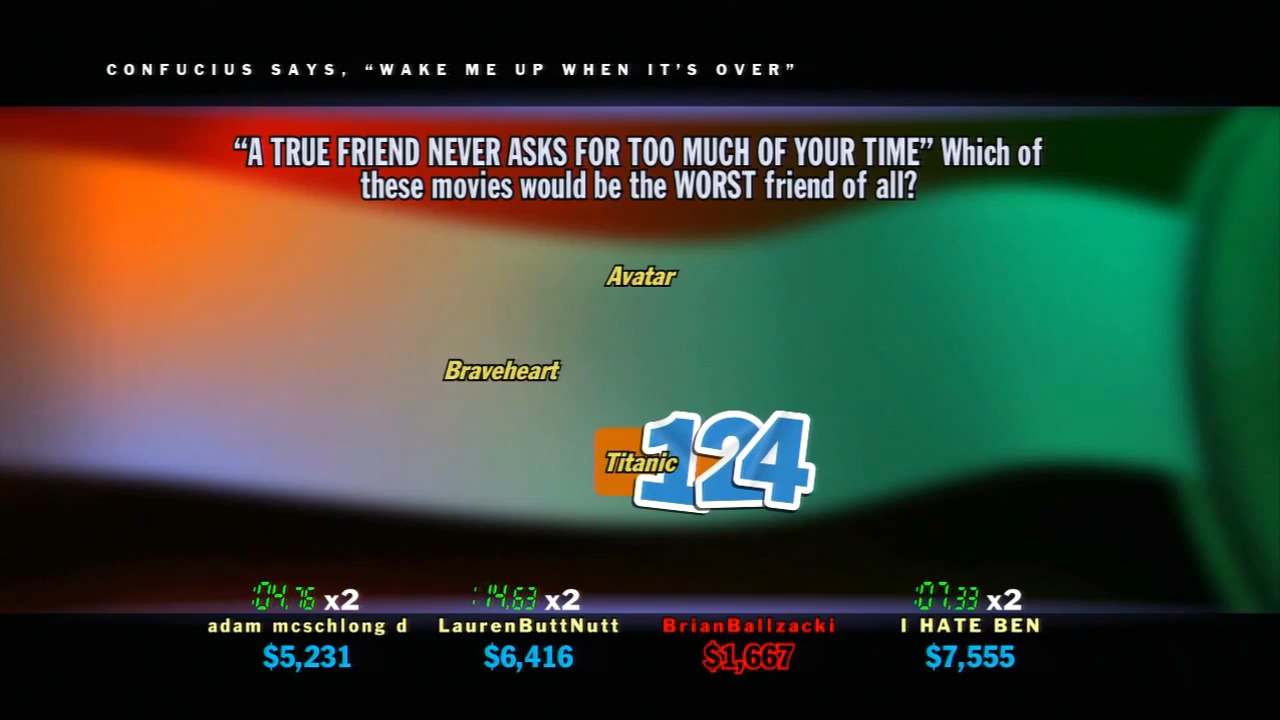 CONFUCIUS SAYS, “WAKE ME UP WHEN IT’S OVER”
“A TRUE FRIEND NEVER ASKS FOR TOO MUCH OF YOUR TIME” Which of
these movies would be the WORST friend of all?
Avatar
Braveheart
Titanic 124
:04.76 x2 :14.63 x2 :07.33 x2
adam mcschlong d LaurenButtNutt BrianBallzacki I HATE BEN
$5,231 $6,416 $1,667 $7,555